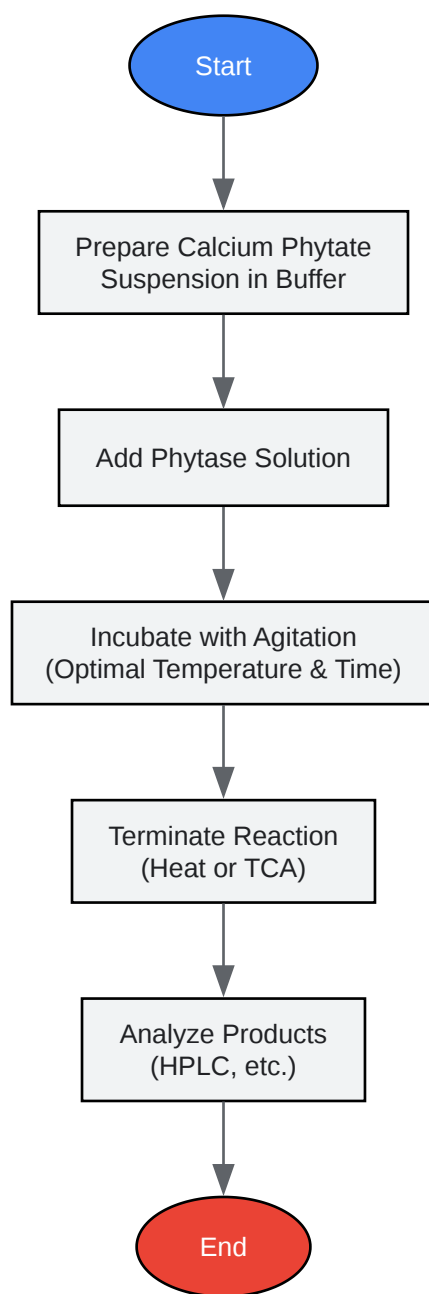 Start
Prepare Calcium Phytate
Suspension in Buffer
Add Phytase Solution
Incubate with Agitation
(Optimal Temperature & Time)
Terminate Reaction
(Heat or TCA)
Analyze Products
(HPLC, etc.)
End